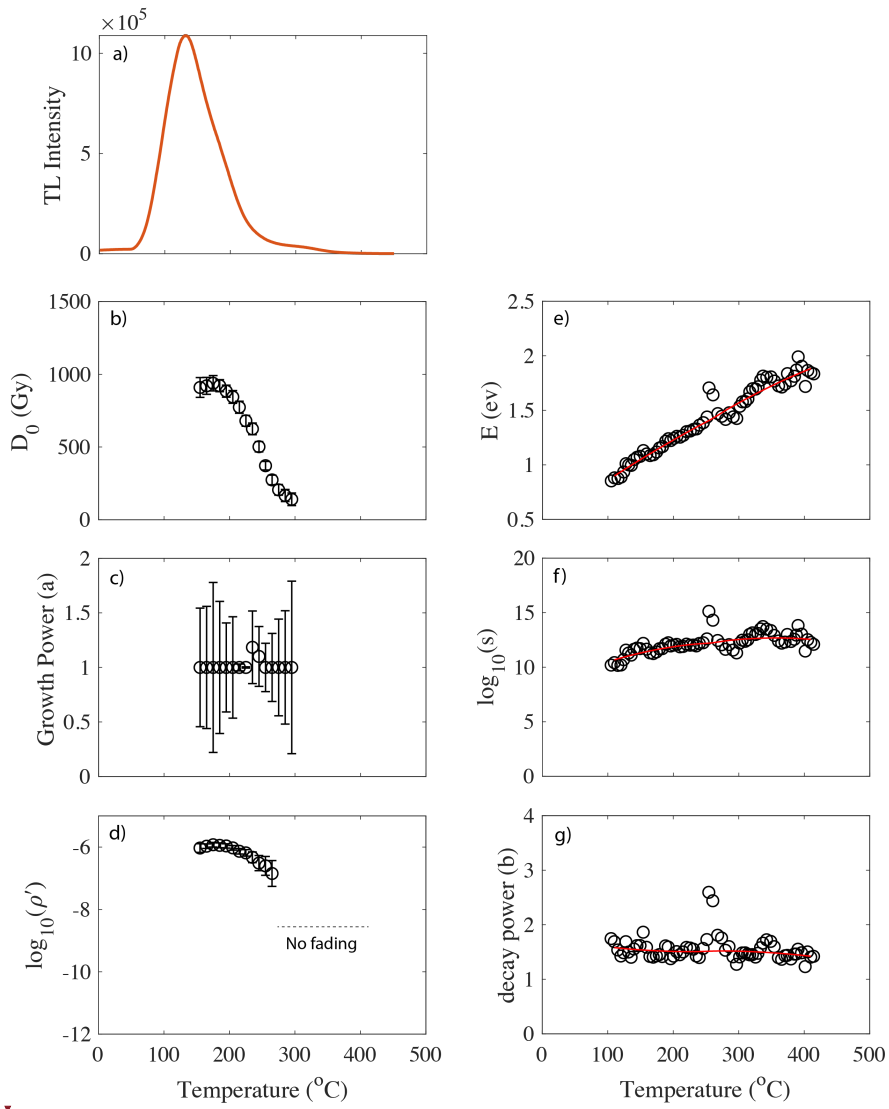 ×10^5
a)
10
5
0
TL Intensity
b)
1500
1000
500
0
D_0 (Gy)
e)
2.5
2
1.5
1
0.5
E (ev)
c)
2
1.5
1
0.5
0
Growth Power (a)
f)
20
15
10
5
0
log_10(s)
d)
-6
-8
-10
-12
log_10(ρ')
No fading
0 100 200 300 400 500
Temperature (°C)
g)
4
3
2
1
0
decay power (b)
0 100 200 300 400 500
Temperature (°C)